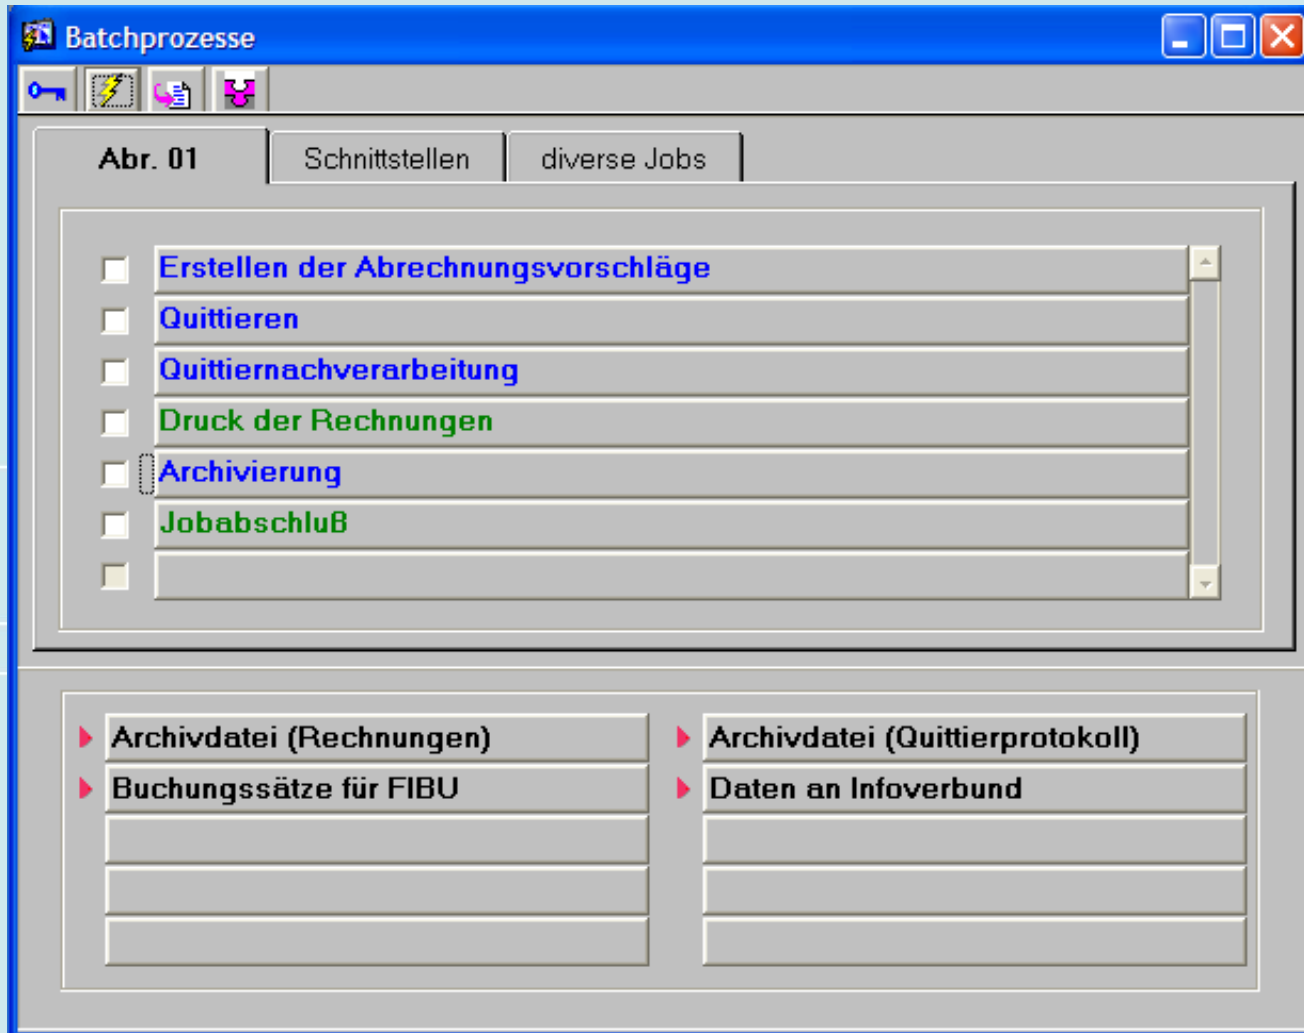 Batchprozesse
Abr. 01 Schnittstellen diverse Jobs
Erstellen der Abrechnungsvorschläge
Quittieren
Quittiernachverarbeitung
Druck der Rechnungen
Archivierung
Jobabschluß
Archivdatei (Rechnungen) Archivdatei (Quittierprotokoll)
Buchungssätze für FIBU Daten an Infoverbund